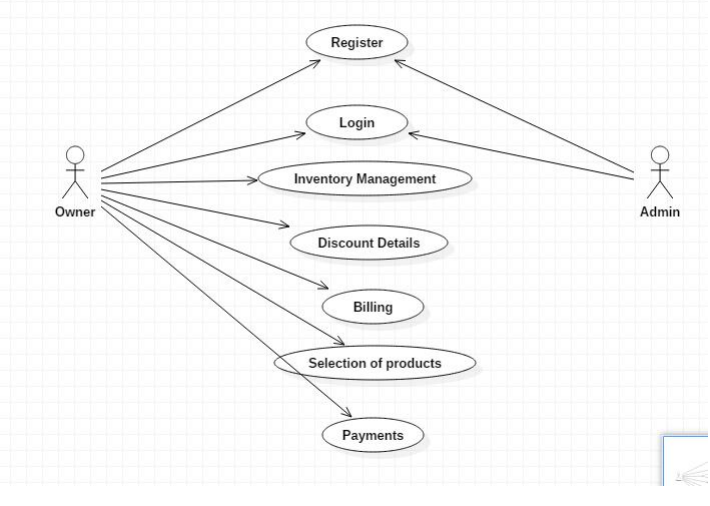 Register
Login
Inventory Management
Owner
Admin
Discount Details
Billing
Selection of products
Payments